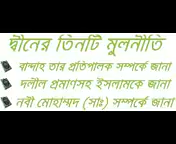 দ্বীনের তিনটি মুলনীতি
বান্দাহ তার প্রতিপালক সম্পর্কে জানা
দলীল প্রমাণসহ ইসলামকে জানা
নবী মোহাম্মদ (সাঃ) সম্পর্কে জানা